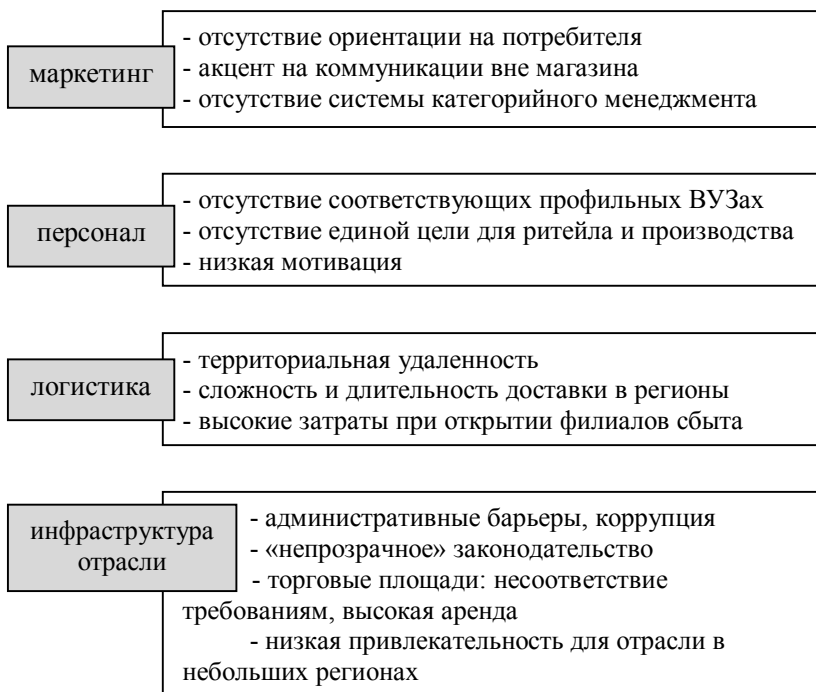 маркетинг
- отсутствие ориентации на потребителя
- акцент на коммуникации вне магазина
- отсутствие системы категорийного менеджмента
персонал
- отсутствие соответствующих профильных ВУЗах
- отсутствие единой цели для ритейла и производства
- низкая мотивация
логистика
- территориальная удаленность
- сложность и длительность доставки в регионы
- высокие затраты при открытии филиалов сбыта
инфраструктура
отрасли
- административные барьеры, коррупция
- «непрозрачное» законодательство
- торговые площади: несоответствие
требованиям, высокая аренда
- низкая привлекательность для отрасли в
небольших регионах